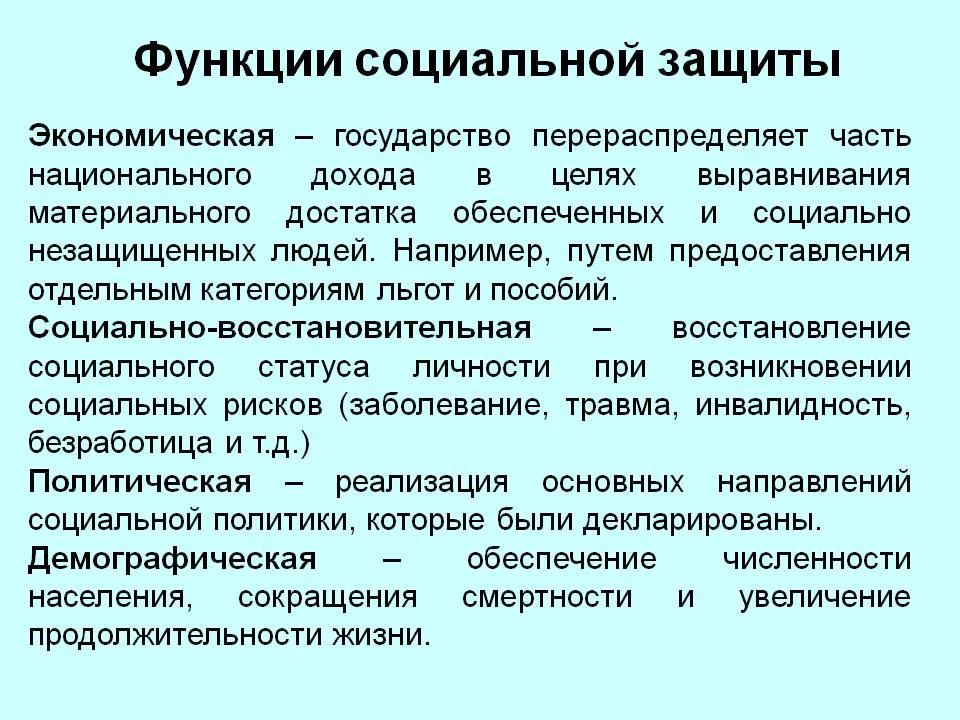 Функции социальной защиты
Экономическая – государство перераспределяет часть
национального дохода в целях выравнивания
материального достатка обеспеченных и социально
незащищенных людей. Например, путем предоставления
отдельным категориям льгот и пособий.
Социально-восстановительная – восстановление
социального статуса личности при возникновении
социальных рисков (заболевание, травма, инвалидность,
безработица и т.д.)
Политическая – реализация основных направлений
социальной политики, которые были декларированы.
Демографическая – обеспечение численности
населения, сокращения смертности и увеличение
продолжительности жизни.